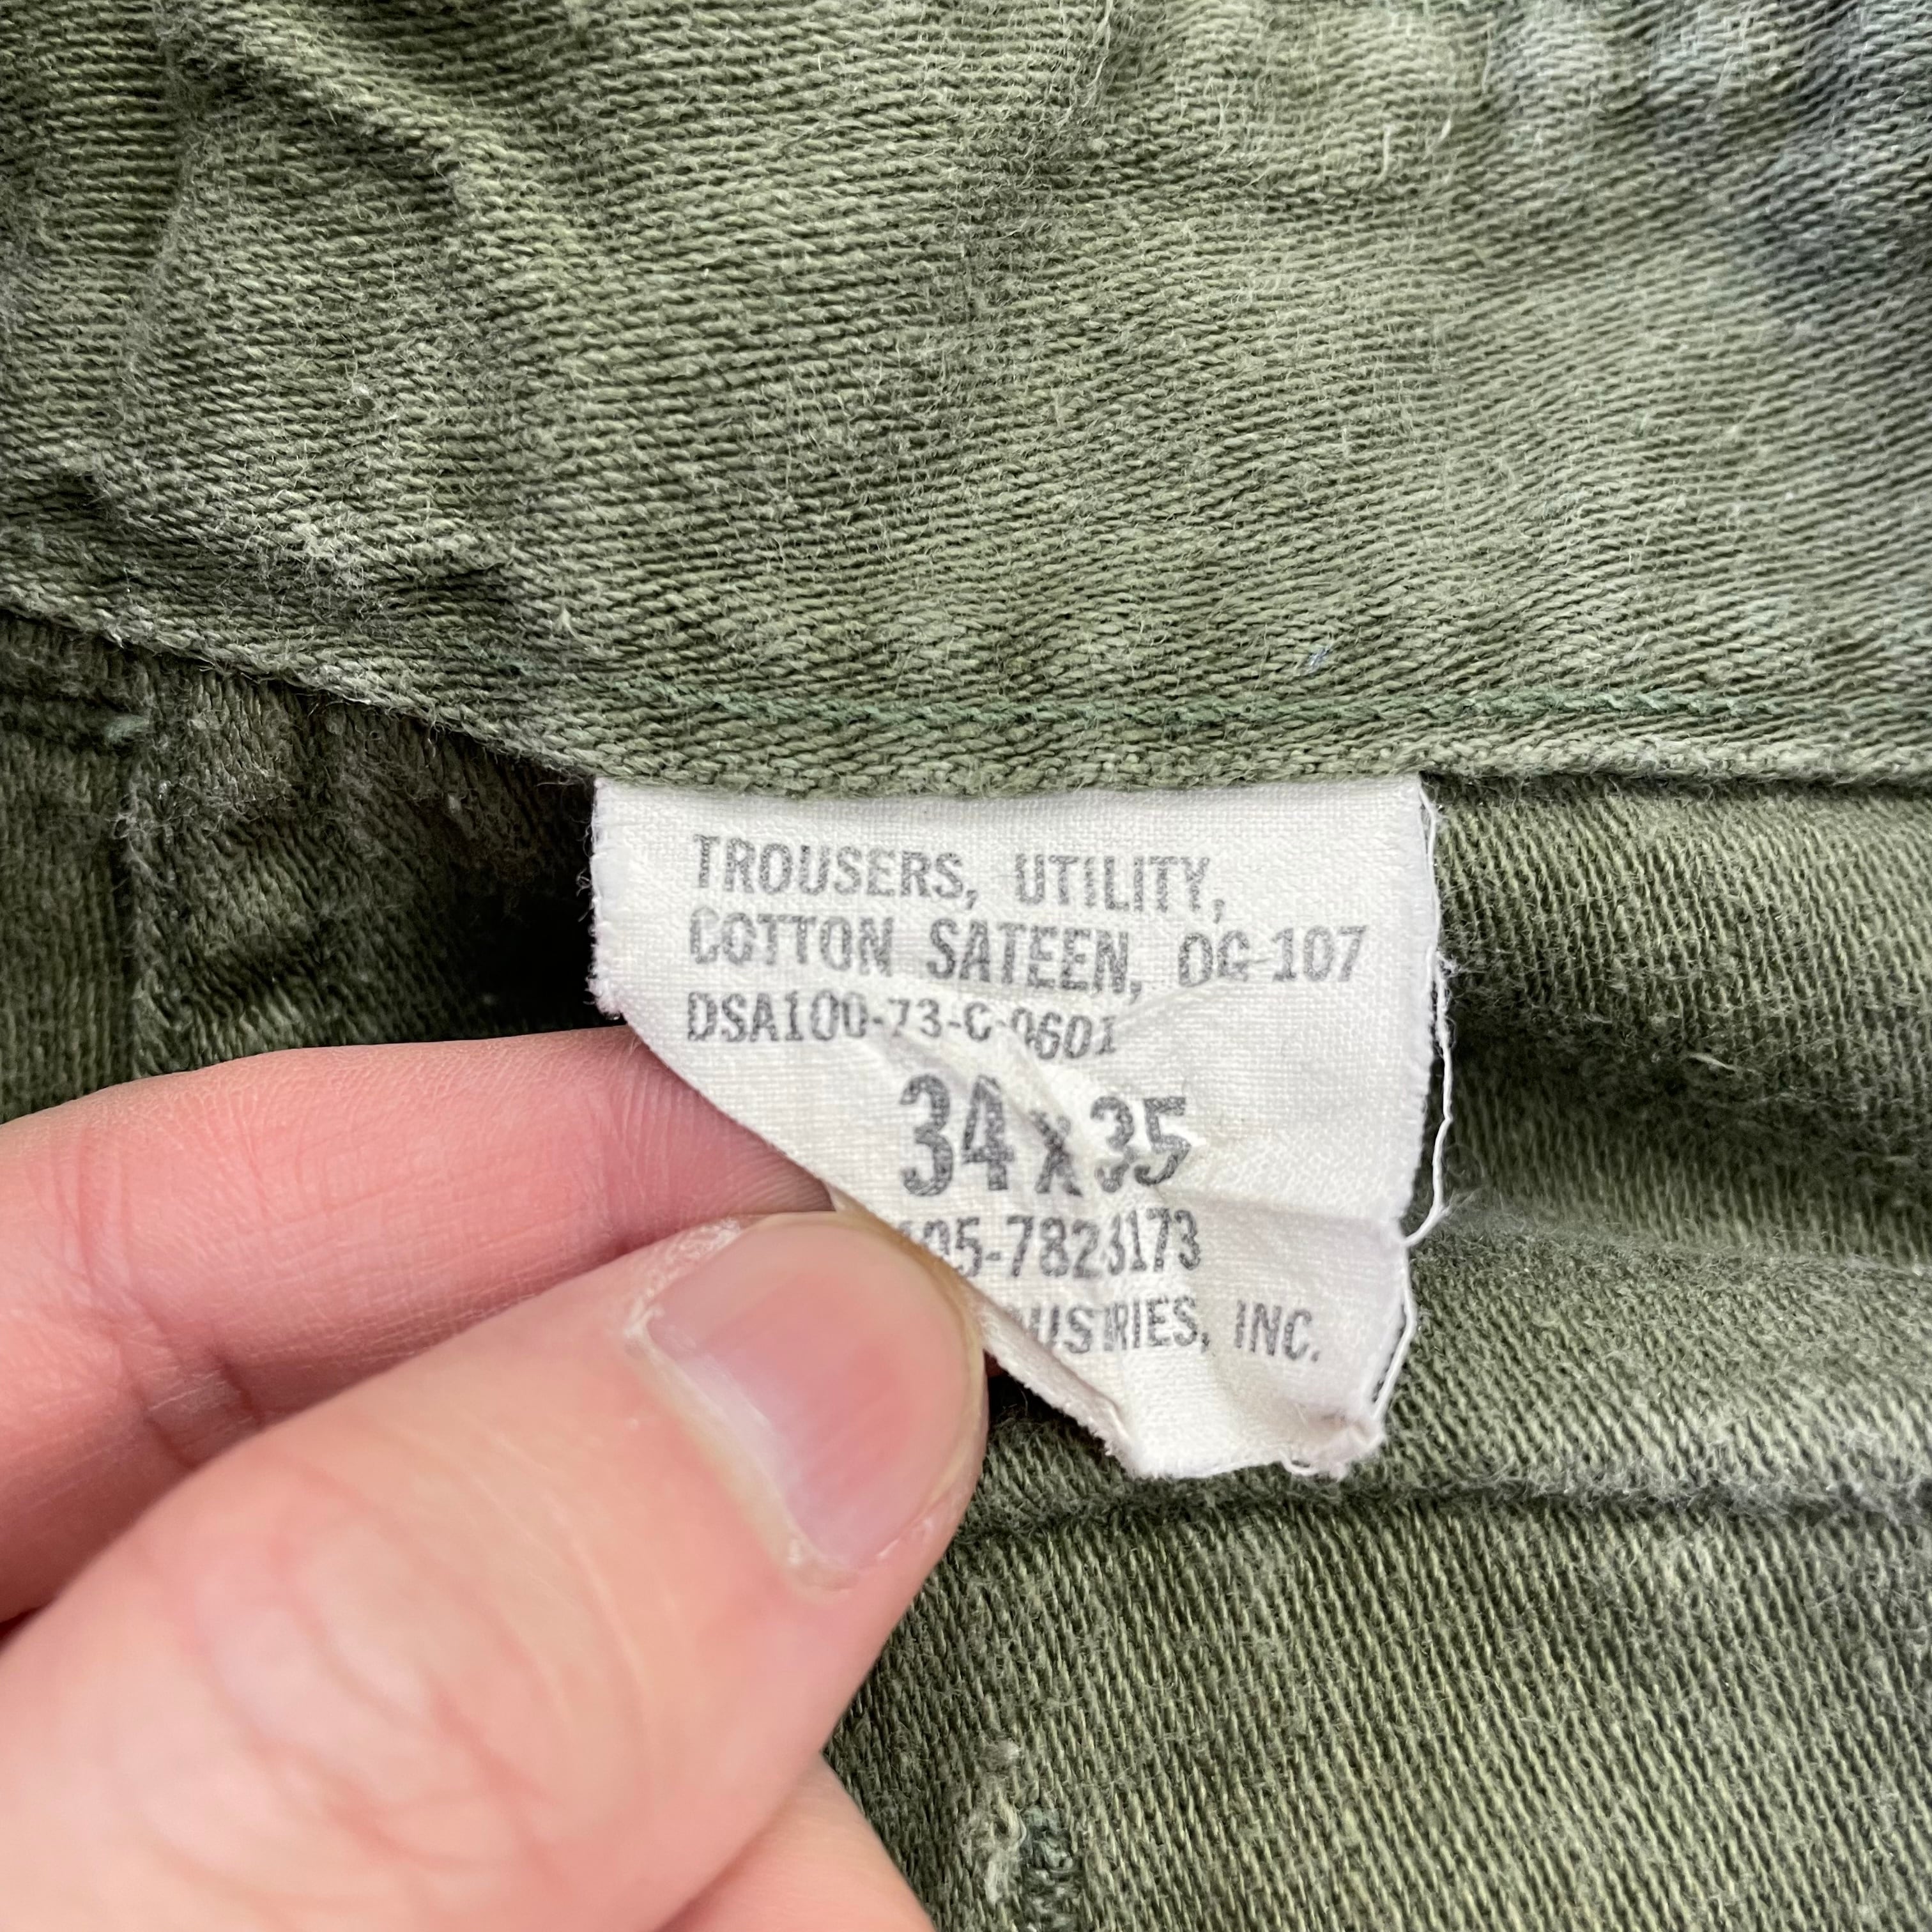 TROUSERS, UTILITY,
COTTON SATEEN, OG-107
DSA100-73-C-0601
34 x 35
INC.